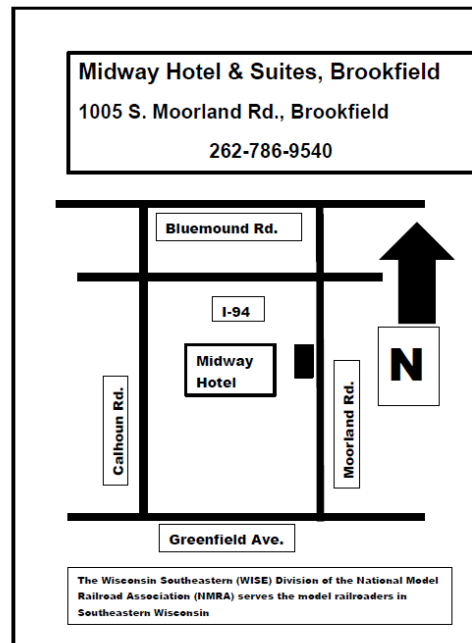 Midway Hotel & Suites, Brookfield
1005 S. Moorland Rd., Brookfield
262-786-9540
Bluemound Rd.
I-94
Midway
Hotel
N
Calhoun Rd.
Moorland Rd.
Greenfield Ave.
The Wisconsin Southeastern (WISE) Division of the National Model
Railroad Association (NMRA) serves the model railroaders in
Southeastern Wisconsin